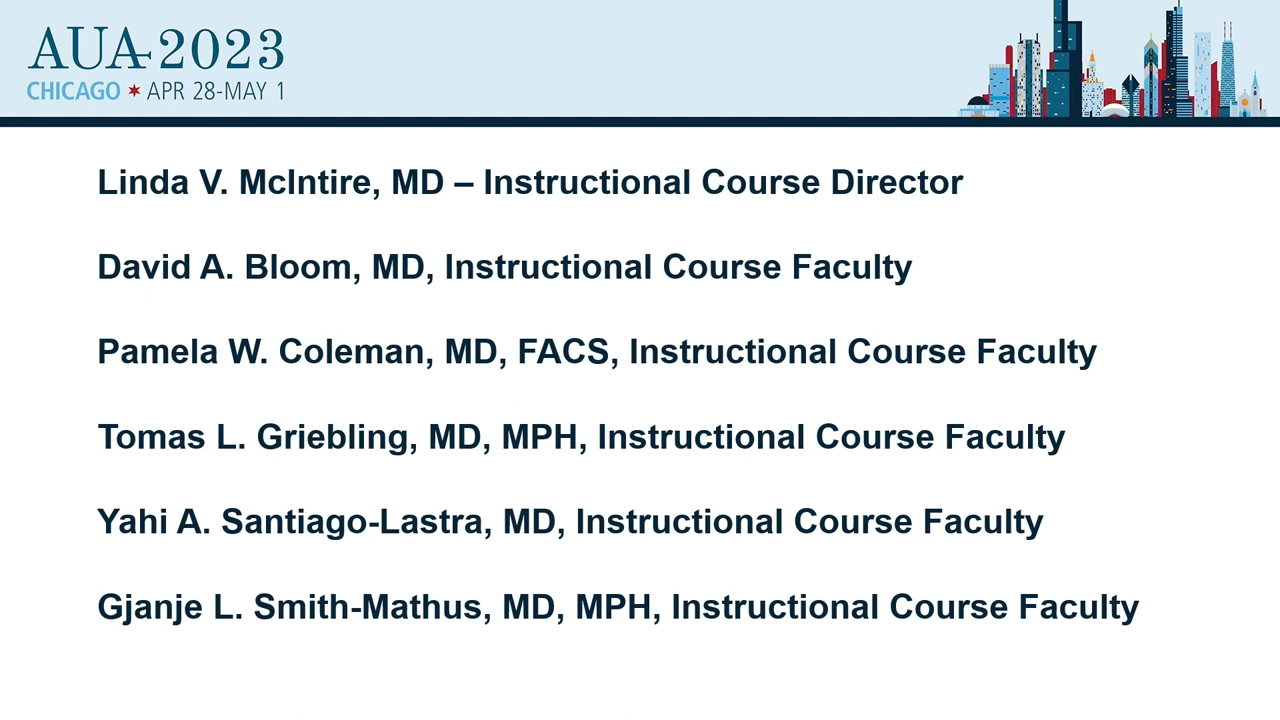 AUA 2023
CHICAGO ✶ APR 28-MAY 1
Linda V. McIntire, MD – Instructional Course Director
David A. Bloom, MD, Instructional Course Faculty
Pamela W. Coleman, MD, FACS, Instructional Course Faculty
Tomas L. Griebling, MD, MPH, Instructional Course Faculty
Yahi A. Santiago-Lastra, MD, Instructional Course Faculty
Gjanje L. Smith-Mathus, MD, MPH, Instructional Course Faculty